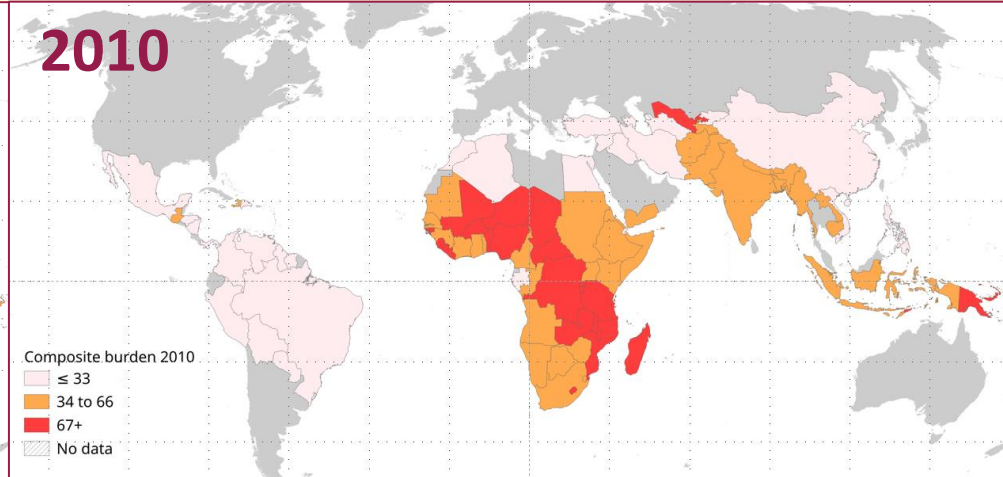 2010
Composite burden 2010
≤ 33
34 to 66
67+
No data